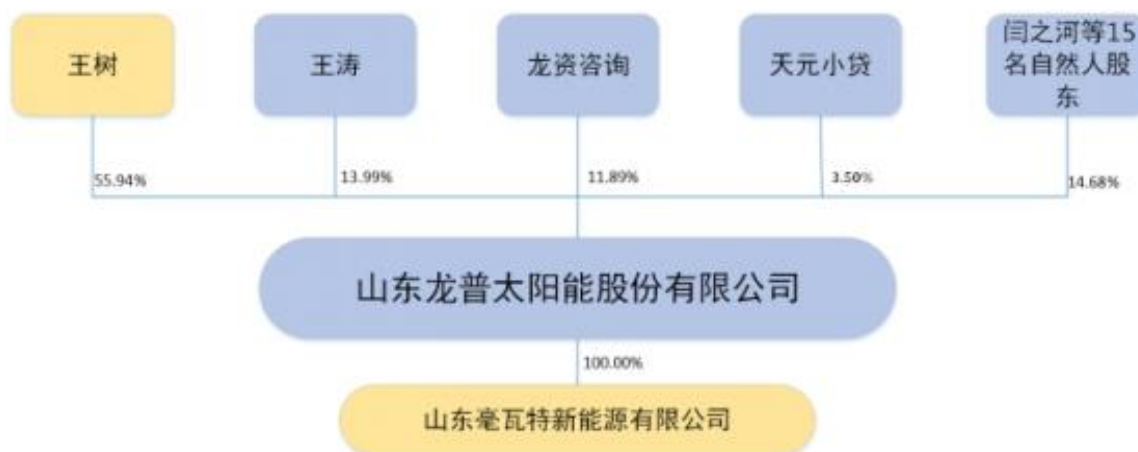 王树
王涛
龙资咨询
天元小贷
闫之河等15
名自然人股
东
55.94%
13.99%
11.89%
3.50%
14.68%
山东龙普太阳能股份有限公司
100.00%
山东毫瓦特新能源有限公司